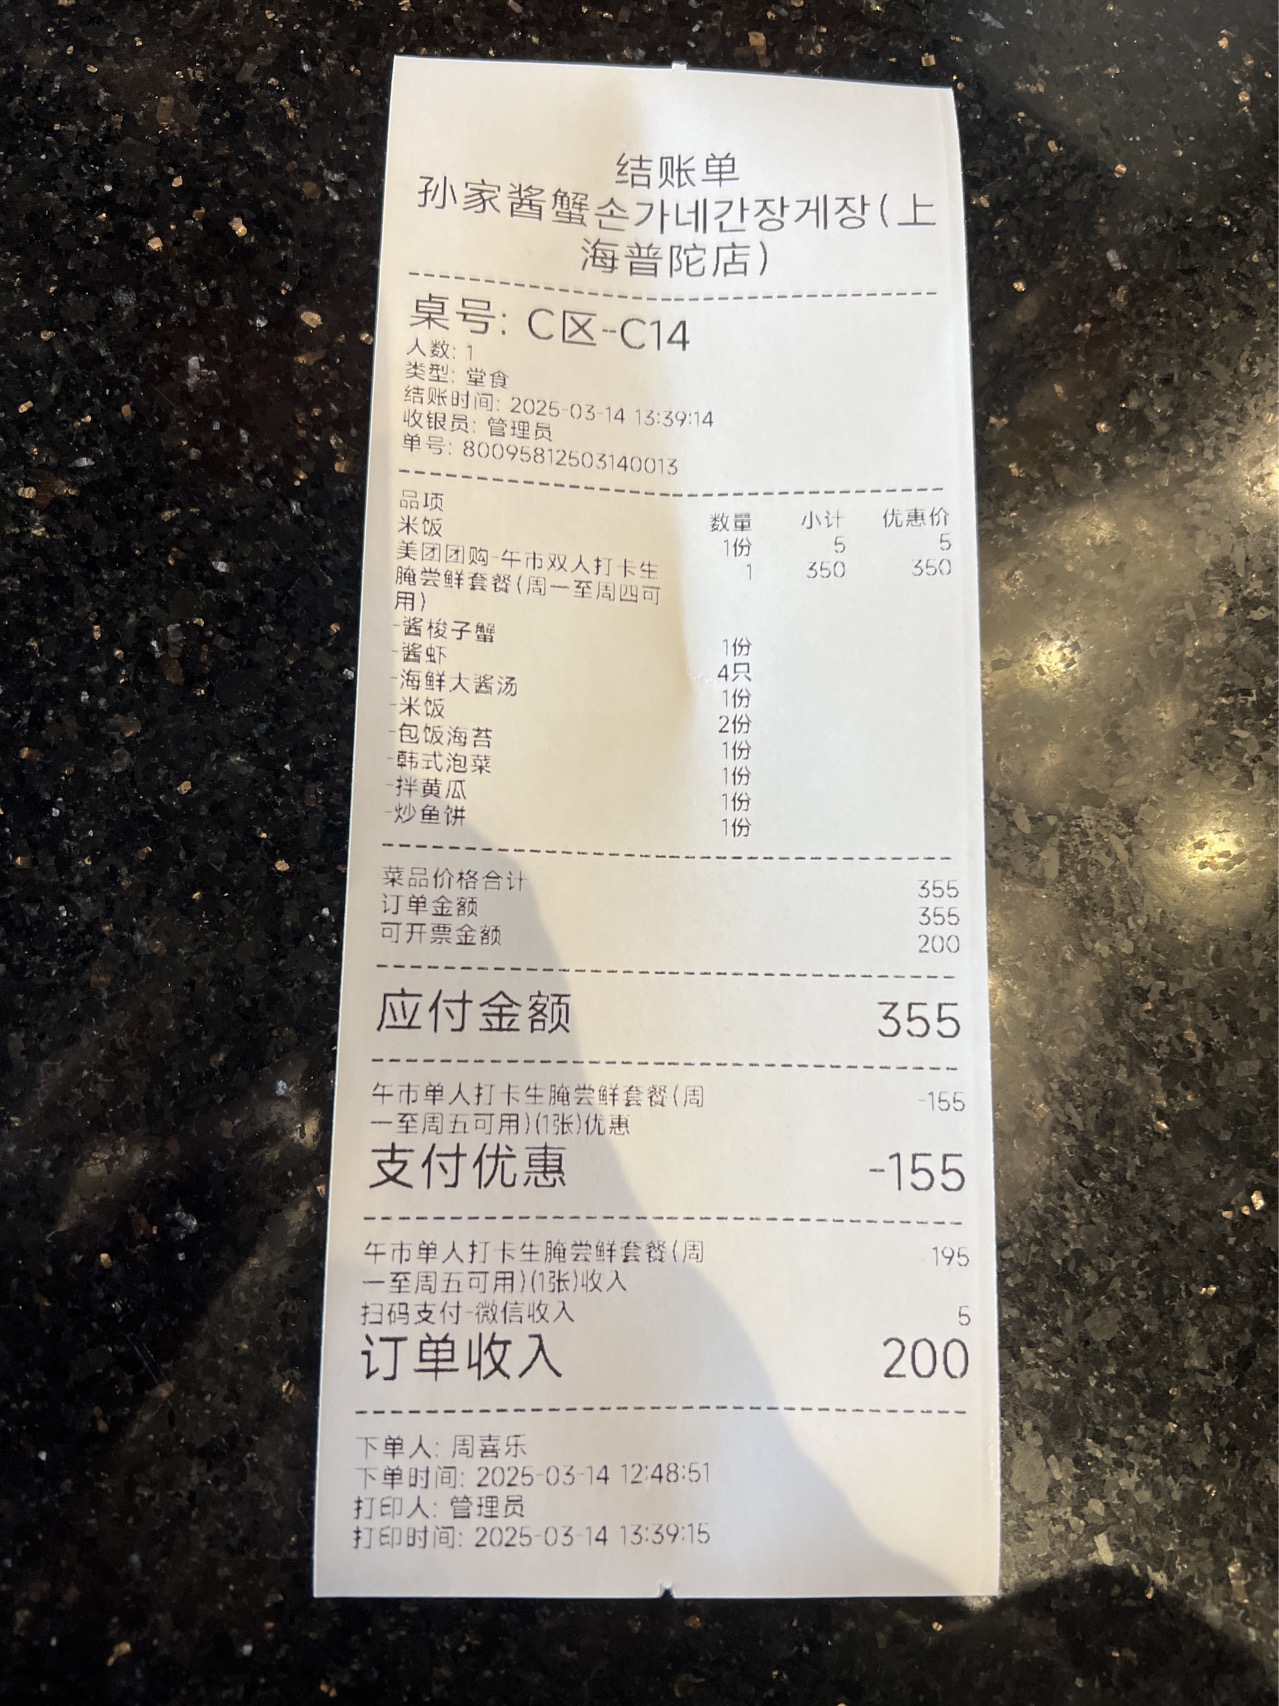 结账单
孙家酱蟹손가네간장게장(上
海普陀店)
桌号: C区-C14
人数: 1
类型: 堂食
结账时间: 2025-03-14 13:39:14
收银员: 管理员
单号: 80095812503140013
品项 数量 小计 优惠价
米饭 1份 5 5
美团团购-午市双人打卡生 1 350 350
腌尝鲜套餐(周一至周四可
用)
-酱梭子蟹 1份
-酱虾 4只
-海鲜大酱汤 1份
-米饭 2份
-包饭海苔 1份
-韩式泡菜 1份
-拌黄瓜 1份
-炒鱼饼 1份
菜品价格合计 355
订单金额 355
可开票金额 200
应付金额 355
午市单人打卡生腌尝鲜套餐(周 -155
一至周五可用)(1张)优惠
支付优惠 -155
午市单人打卡生腌尝鲜套餐(周 195
一至周五可用)(1张)收入
扫码支付-微信收入 5
订单收入 200
下单人: 周喜乐
下单时间: 2025-03-14 12:48:51
打印人: 管理员
打印时间: 2025-03-14 13:39:15